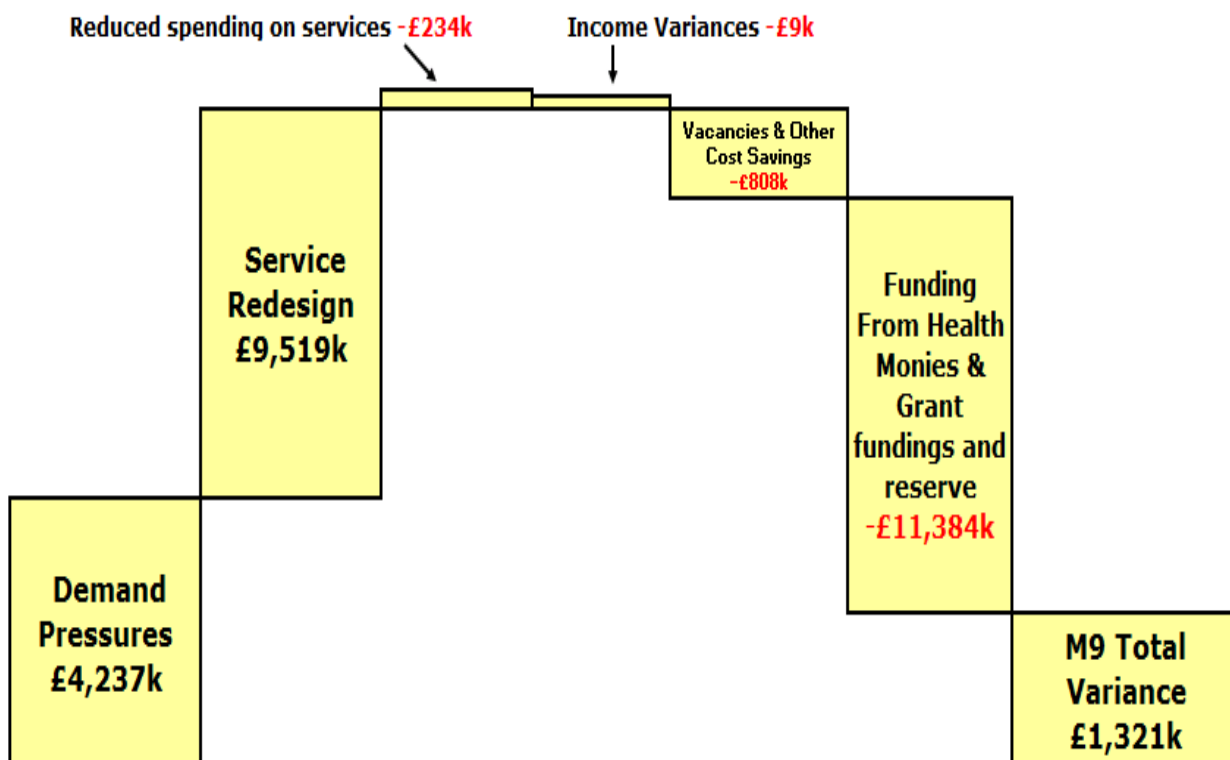 Reduced spending on services -£234k
Income Variances -£9k
Vacancies & Other
Cost Savings
-£808k
Service
Redesign
£9,519k
Funding
From Health
Monies &
Grant
fundings and
reserve
-£11,384k
Demand
Pressures
£4,237k
M9 Total
Variance
£1,321k